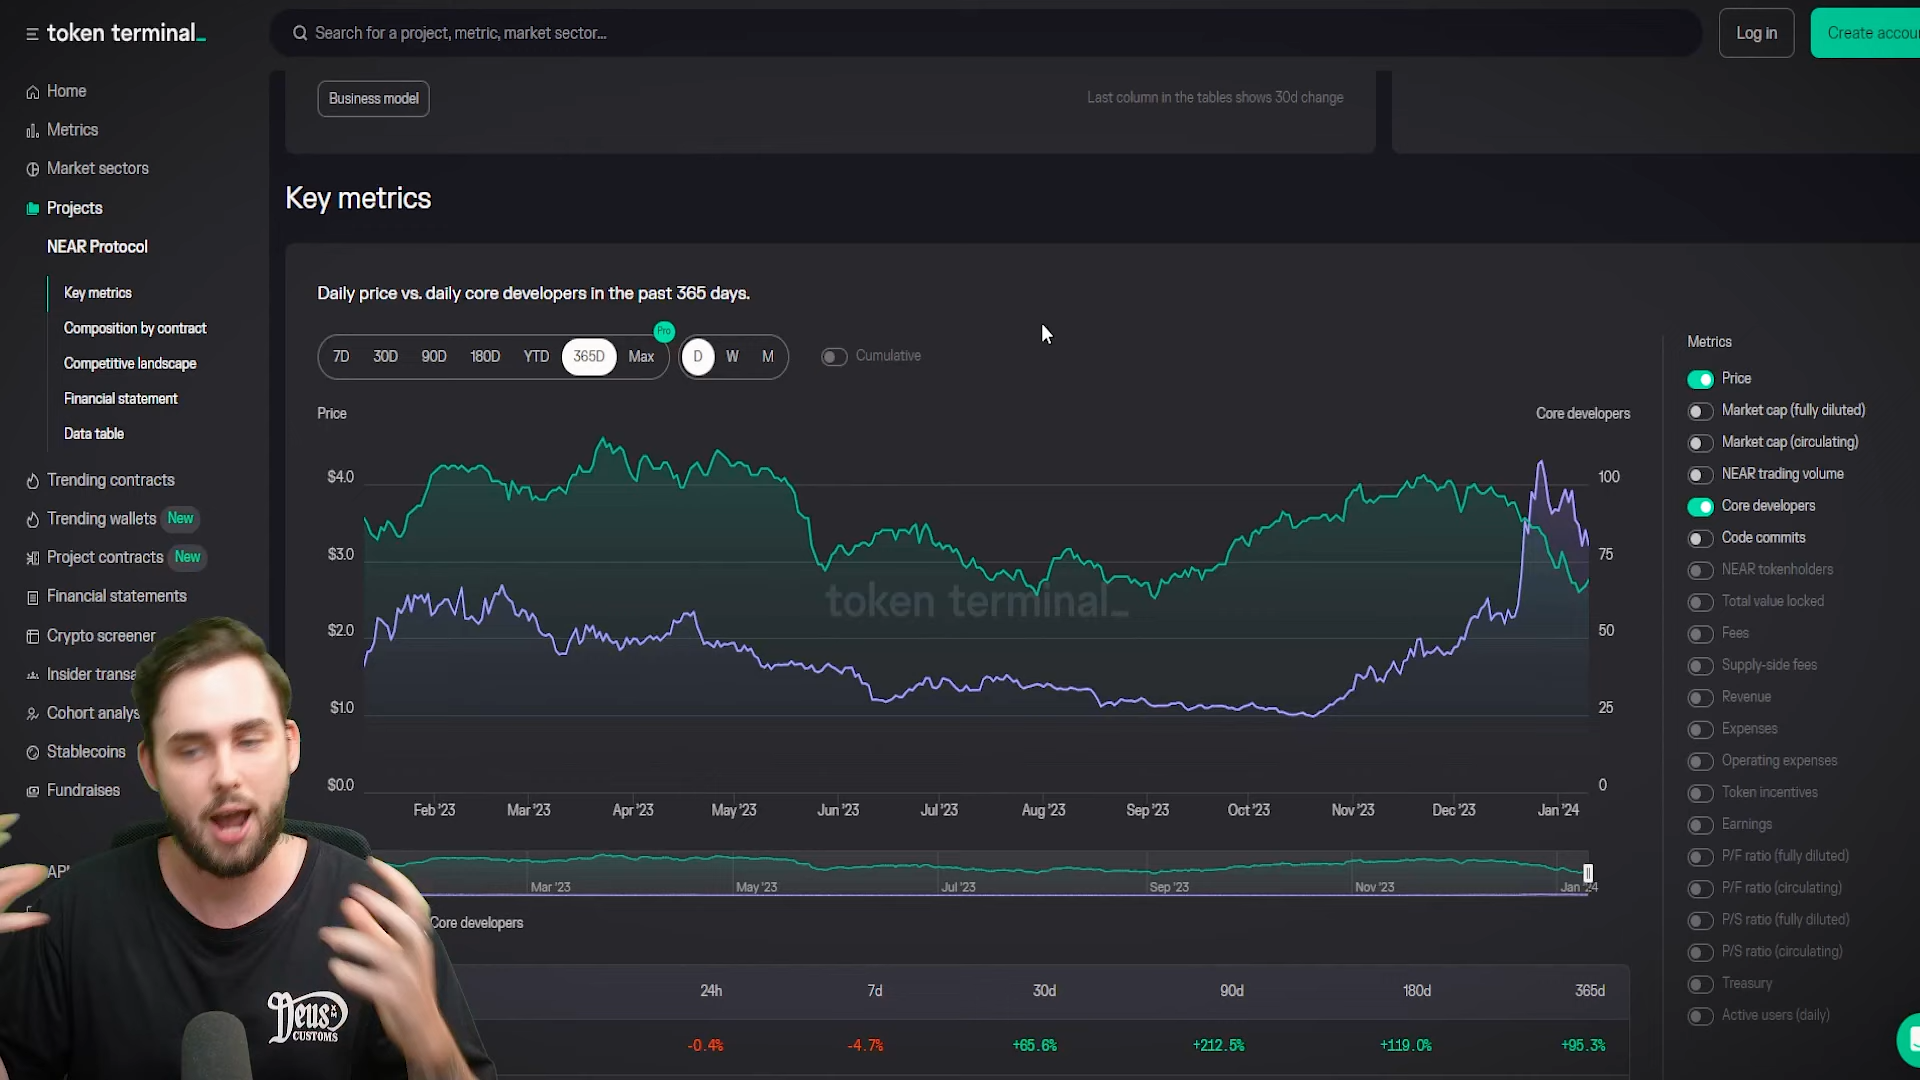 token terminal_
Search for a project, metric, market sector...
Log in
Create accou
Home
Metrics
Market sectors
Projects
NEAR Protocol
Key metrics
Composition by contract
Competitive landscape
Financial statement
Data table
Trending contracts
Trending wallets New
Project contracts New
Financial statements
Crypto screener
Insider transa
Cohort analys
Stablecoins
Fundraises
AP
Business model
Last column in the tables shows 30d change
Key metrics
Daily price vs. daily core developers in the past 365 days.
Pro
7D 30D 90D 180D YTD 365D Max D W M Cumulative
Price
Core developers
$4.0
$3.0
$2.0
$1.0
$0.0
100
75
50
25
0
token terminal_
Feb '23 Mar '23 Apr '23 May '23 Jun '23 Jul '23 Aug '23 Sep '23 Oct '23 Nov '23 Dec '23 Jan '24
Mar '23 May '23 Jul '23 Sep '23 Nov '23 Jan '24
Core developers
24h 7d 30d 90d 180d 365d
-0.4% -4.7% +65.6% +212.5% +119.0% +95.3%
Metrics
Price
Market cap (fully diluted)
Market cap (circulating)
NEAR trading volume
Core developers
Code commits
NEAR tokenholders
Total value locked
Fees
Supply-side fees
Revenue
Expenses
Operating expenses
Token incentives
Earnings
P/F ratio (fully diluted)
P/F ratio (circulating)
P/S ratio (fully diluted)
P/S ratio (circulating)
Treasury
Active users (daily)
Deus
CUSTOMS